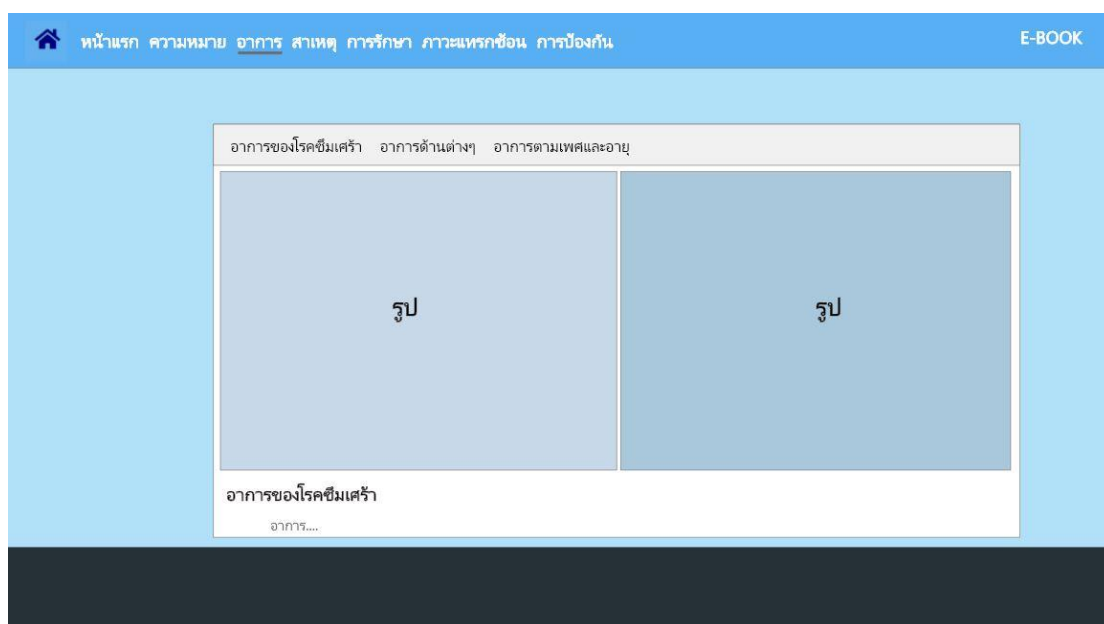 หน้าแรก ความหมาย อาการ สาเหตุ การรักษา ภาวะแทรกซ้อน การป้องกัน E-BOOK
อาการของโรคซึมเศร้า อาการด้านต่างๆ อาการตามเพศและอายุ
รูป รูป
อาการของโรคซึมเศร้า
อาการ....